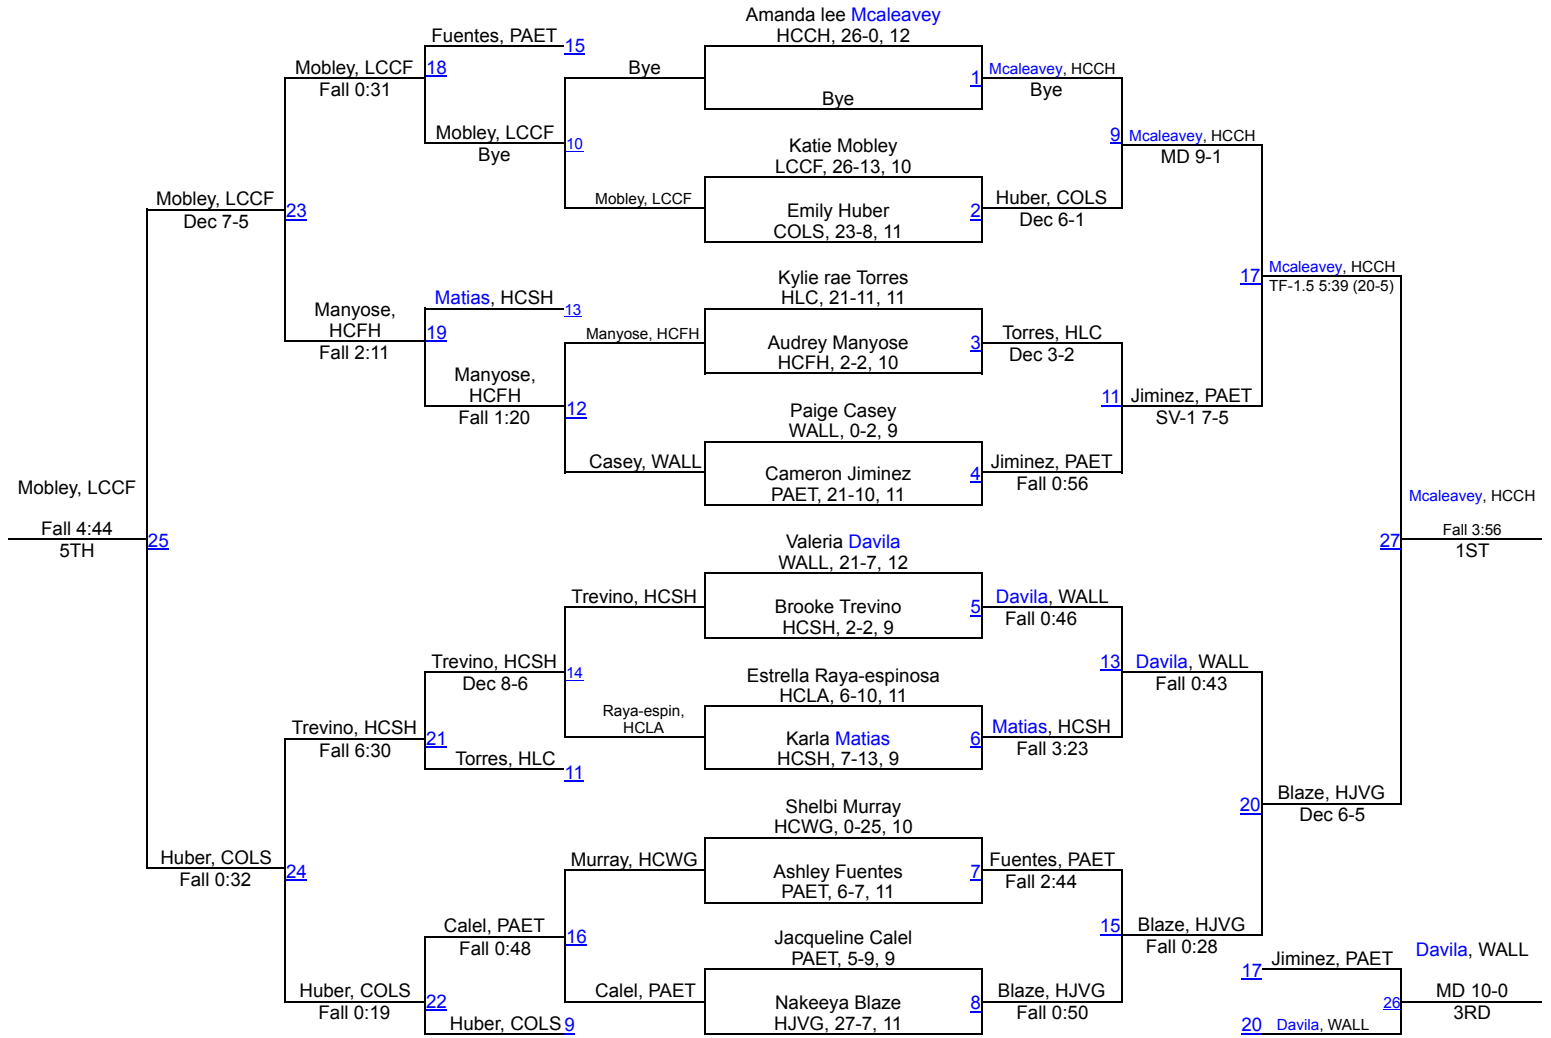 Amanda lee Mcaleavey
HCCH, 26-0, 12
Fuentes, PAET
15
Mobley, LCCF
18
Fall 0:31
Bye
1
Mcaleavey, HCCH
Bye
Bye
Mobley, LCCF
Bye
10
9
Mcaleavey, HCCH
MD 9-1
Katie Mobley
LCCF, 26-13, 10
Mobley, LCCF
Dec 7-5
23
Mobley, LCCF
Emily Huber
COLS, 23-8, 11
2
Huber, COLS
Dec 6-1
Kylie rae Torres
HLC, 21-11, 11
17
Mcaleavey, HCCH
TF-1.5 5:39 (20-5)
Manyose,
HCFH
Fall 2:11
Matias, HCSH
13
19
Manyose, HCFH
Audrey Manyose
HCFH, 2-2, 10
3
Torres, HLC
Dec 3-2
Manyose,
HCFH
Fall 1:20
12
Paige Casey
WALL, 0-2, 9
11
Jiminez, PAET
SV-1 7-5
Casey, WALL
Cameron Jiminez
PAET, 21-10, 11
4
Jiminez, PAET
Fall 0:56
Mobley, LCCF
Fall 4:44
5TH
25
Mcaleavey, HCCH
27
Fall 3:56
1ST
Valeria Davila
WALL, 21-7, 12
Trevino, HCSH
Brooke Trevino
HCSH, 2-2, 9
5
Davila, WALL
Fall 0:46
Trevino, HCSH
Dec 8-6
14
Estrella Raya-espinosa
HCLA, 6-10, 11
13
Davila, WALL
Fall 0:43
Raya-espin,
HCLA
Karla Matias
HCSH, 7-13, 9
6
Matias, HCSH
Fall 3:23
Trevino, HCSH
Fall 6:30
21
Torres, HLC
11
Shelbi Murray
HCWG, 0-25, 10
20
Blaze, HJVG
Dec 6-5
Huber, COLS
Fall 0:32
24
Murray, HCWG
Ashley Fuentes
PAET, 6-7, 11
7
Fuentes, PAET
Fall 2:44
Calel, PAET
Fall 0:48
16
Jacqueline Calel
PAET, 5-9, 9
15
Blaze, HJVG
Fall 0:28
Huber, COLS
Fall 0:19
22
Huber, COLS
9
Calel, PAET
Nakeeya Blaze
HJVG, 27-7, 11
8
Blaze, HJVG
Fall 0:50
17
Jiminez, PAET
Davila, WALL
26
MD 10-0
3RD
20
Davila, WALL